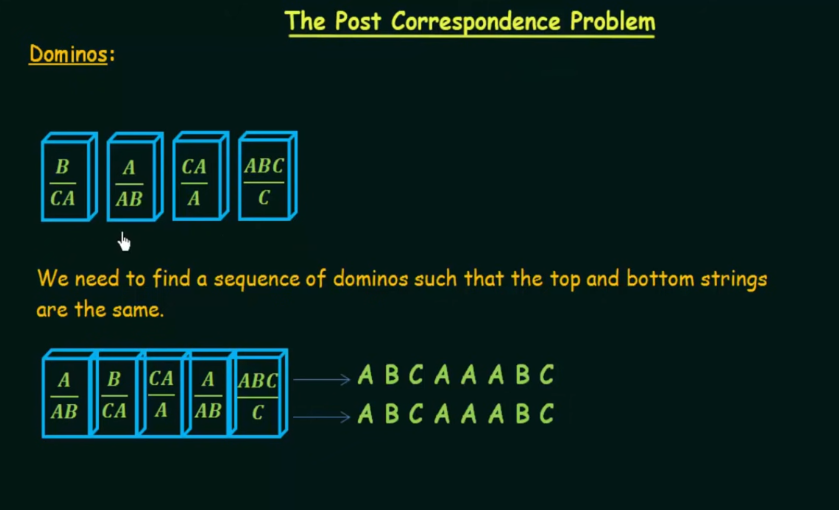 The Post Correspondence Problem
Dominos:
B A CA ABC
CA AB A C
We need to find a sequence of dominos such that the top and bottom strings
are the same.
A B CA A ABC A B C A A A B C
AB CA A AB C A B C A A A B C